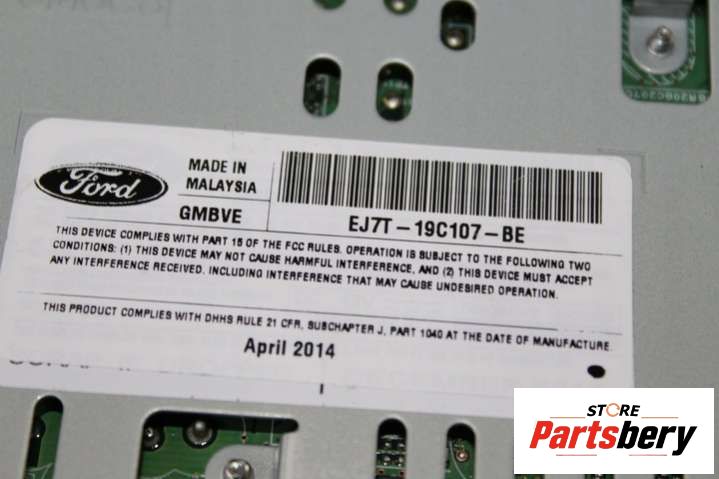 Ford
MADE IN
MALAYSIA
GMBVE
EJ7T-19C107-BE
THIS DEVICE COMPLIES WITH PART 15 OF THE FCC RULES. OPERATION IS SUBJECT TO THE FOLLOWING TWO
CONDITIONS: (1) THIS DEVICE MAY NOT CAUSE HARMFUL INTERFERENCE, AND (2) THIS DEVICE MUST ACCEPT
ANY INTERFERENCE RECEIVED, INCLUDING INTERFERENCE THAT MAY CAUSE UNDESIRED OPERATION.
THIS PRODUCT COMPLIES WITH DHHS RULE 21 CFR, SUBCHAPTER J, PART 1040 AT THE DATE OF MANUFACTURE.
April 2014
STORE
Partsbery